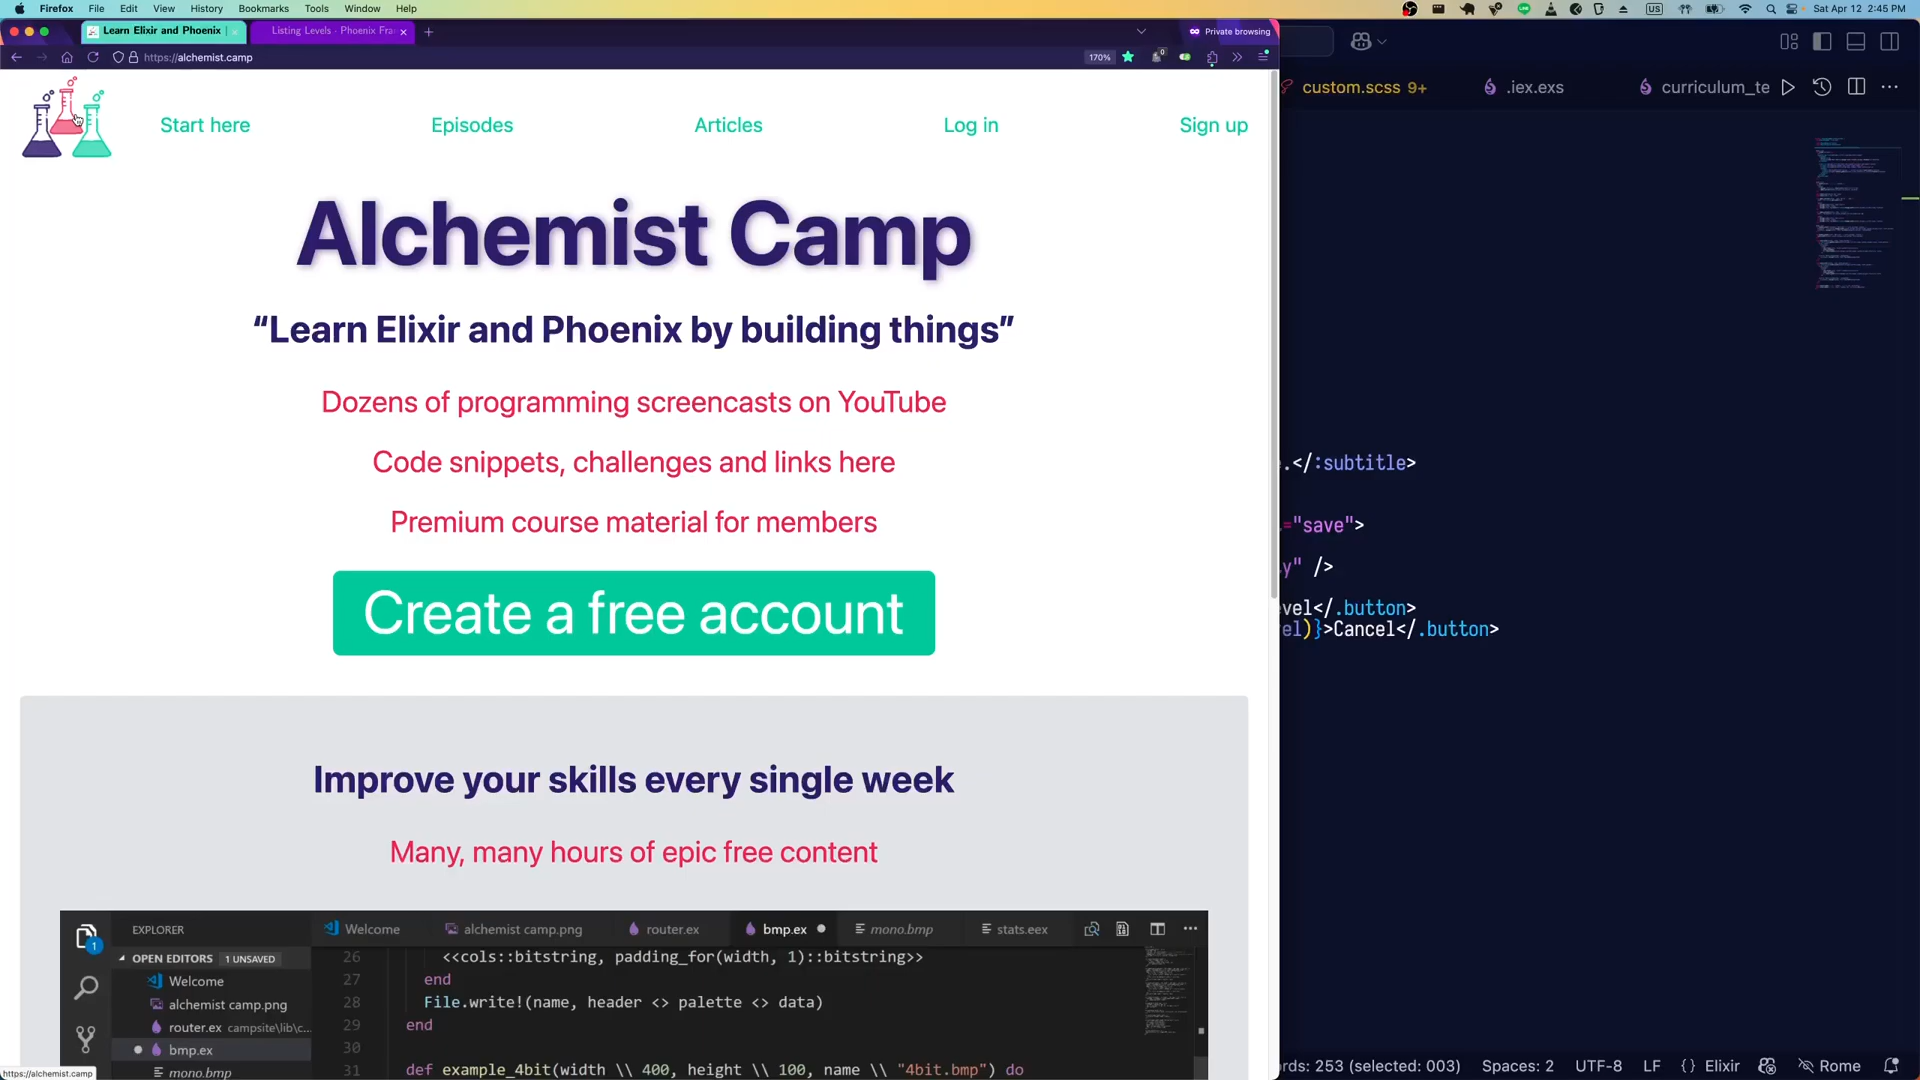 Firefox File Edit View History Bookmarks Tools Window Help
US
Sat Apr 12 2:45 PM
Learn Elixir and Phoenix
Listing Levels · Phoenix Fra
Private browsing
https://alchemist.camp
170%
Start here
Episodes
Articles
Log in
Sign up
Alchemist Camp
“Learn Elixir and Phoenix by building things”
Dozens of programming screencasts on YouTube
Code snippets, challenges and links here
Premium course material for members
Create a free account
Improve your skills every single week
Many, many hours of epic free content
EXPLORER
Welcome
alchemist camp.png
router.ex
bmp.ex
mono.bmp
stats.eex
OPEN EDITORS 1 UNSAVED
Welcome
alchemist camp.png
router.ex campsite\lib\c...
bmp.ex
mono.bmp
26 <<cols::bitstring, padding_for(width, 1)::bitstring>>
27 end
28 File.write!(name, header <> palette <> data)
29 end
30
31 def example_4bit(width \\ 400, height \\ 100, name \\ "4bit.bmp") do
https://alchemist.camp
custom.scss 9+
.iex.exs
curriculum_te
.</:subtitle>
="save">
y" />
vel</.button>
el)}>Cancel</.button>
rds: 253 (selected: 003)
Spaces: 2
UTF-8
LF
{ } Elixir
Rome